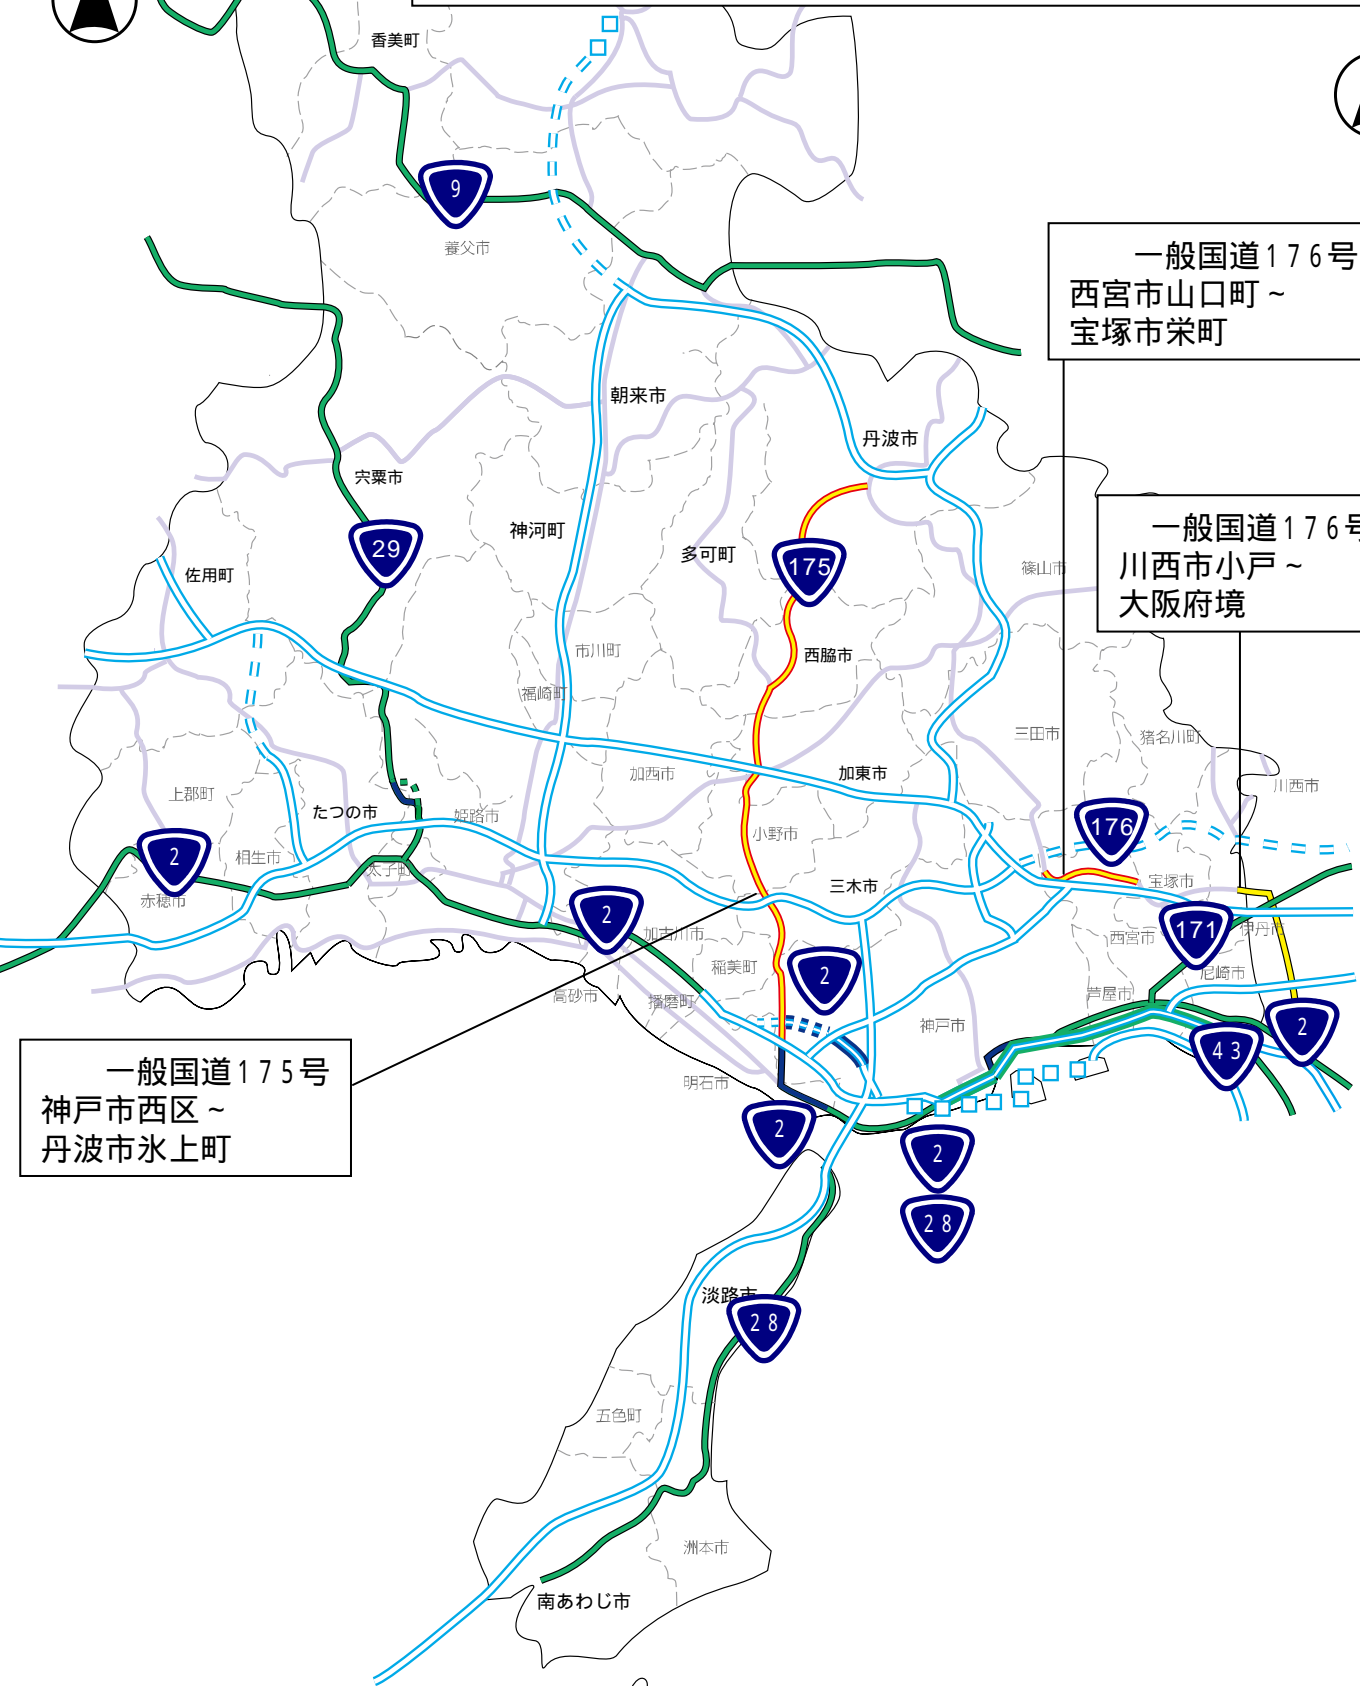 香美町
9
養父市
一般国道176号
西宮市山口町～
宝塚市栄町
朝来市
丹波市
宍粟市
神河町
多可町
29
175
佐用町
篠山市
一般国道176号
川西市小戸～
大阪府境
市川町
西脇市
福崎町
三田市
猪名川町
加西市
加東市
川西市
上郡町
たつの市
姫路市
小野市
176
2
相生市
太子町
三木市
宝塚市
赤穂市
2
加古川市
西宮市
171
伊丹市
稲美町
2
尼崎市
高砂市
播磨町
芦屋市
神戸市
43
2
明石市
一般国道175号
神戸市西区～
丹波市氷上町
2
2
28
淡路市
28
五色町
洲本市
南あわじ市